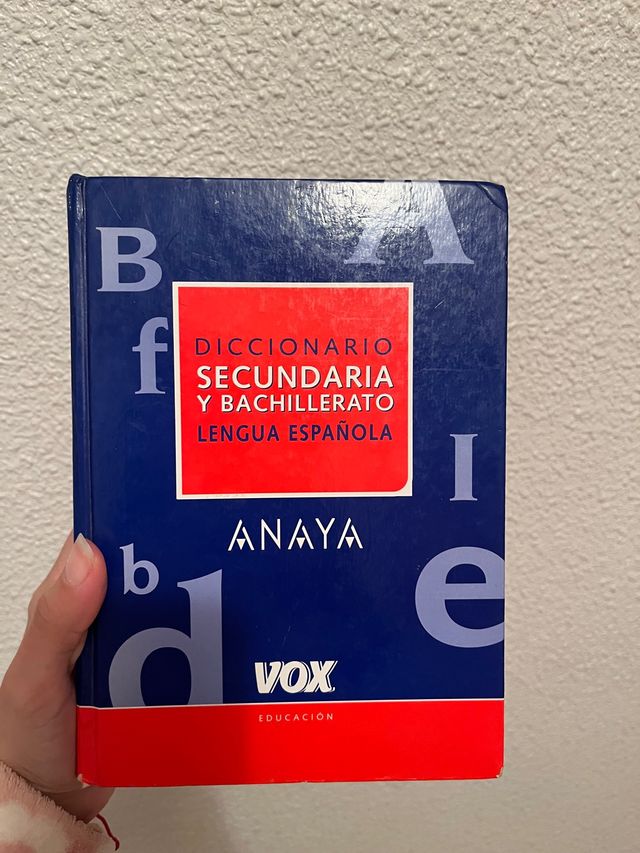 A
B
f
DICCIONARIO
SECUNDARIA
Y BACHILLERATO
LENGUA ESPAÑOLA
l
ANAYA
b
e
d
VOX
EDUCACIÓN